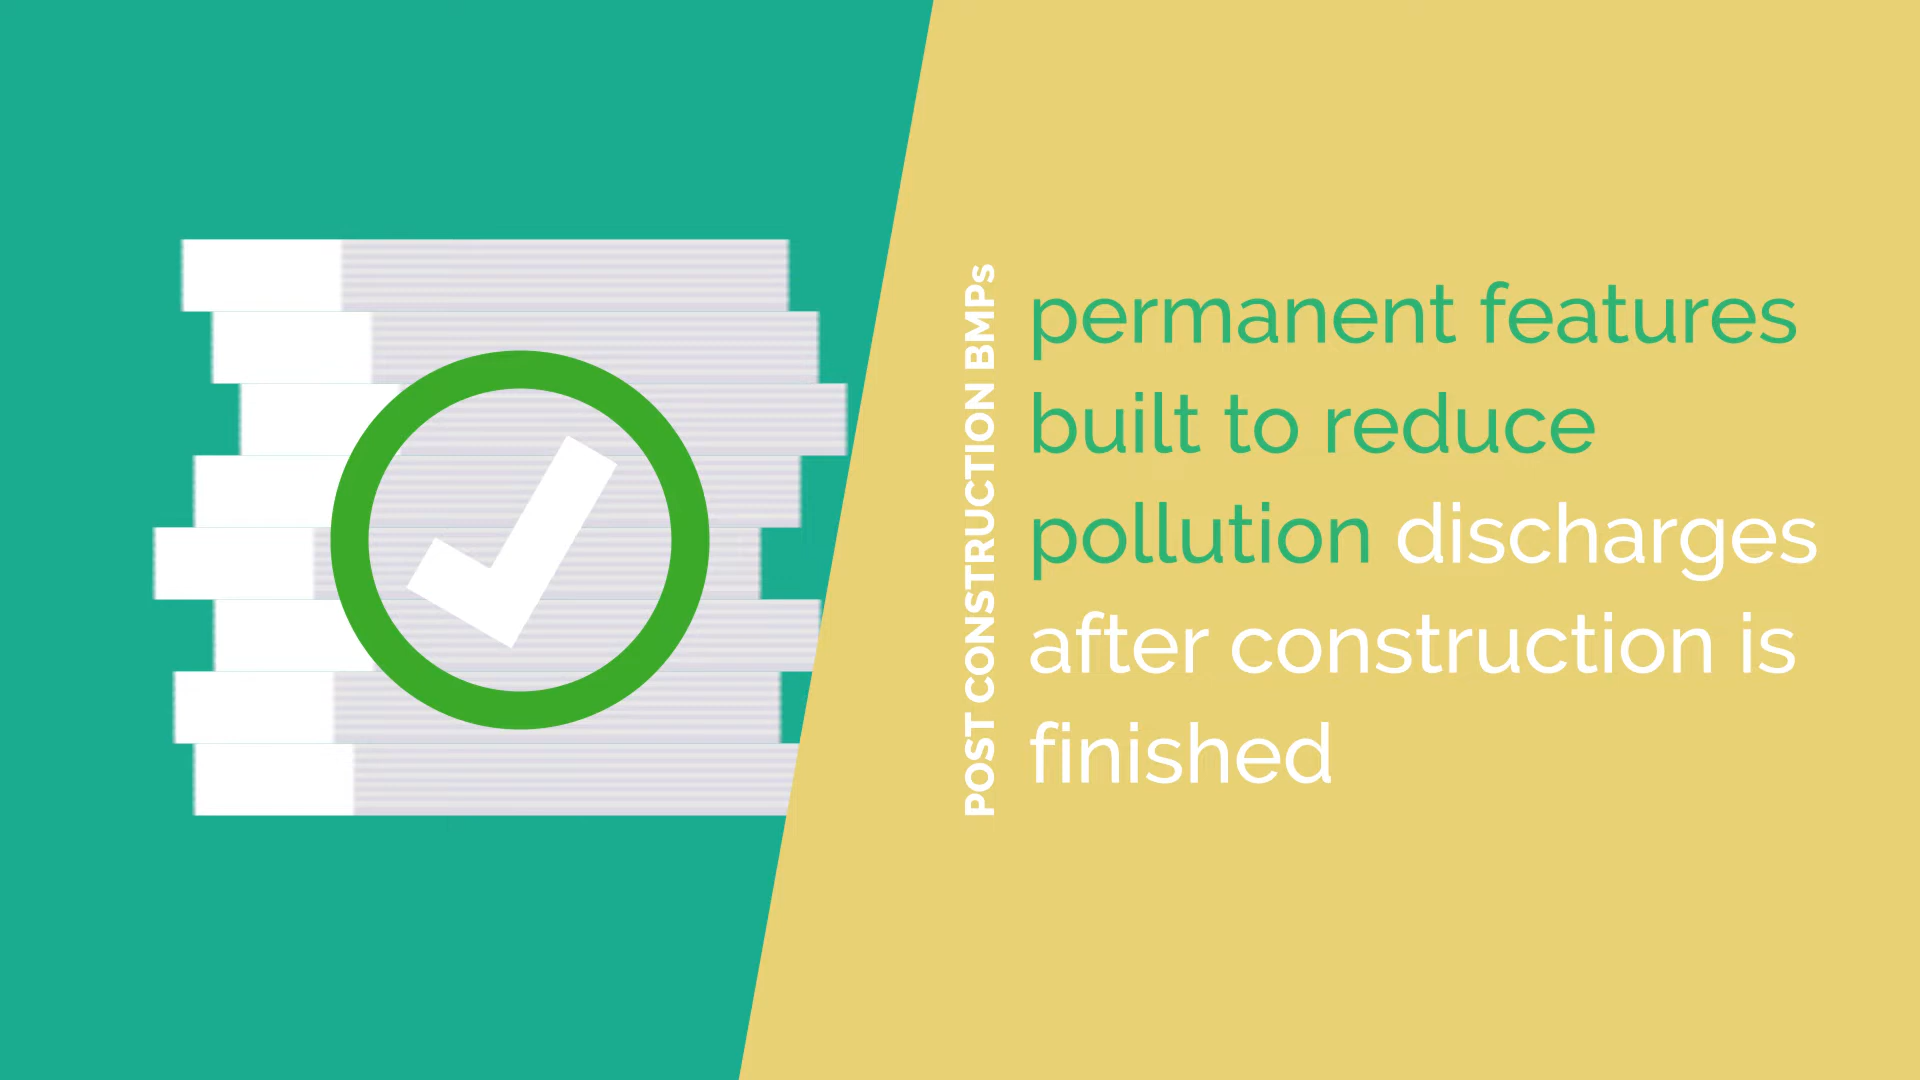 POST CONSTRUCTION BMPs
permanent features
built to reduce
pollution discharges
after construction is
finished